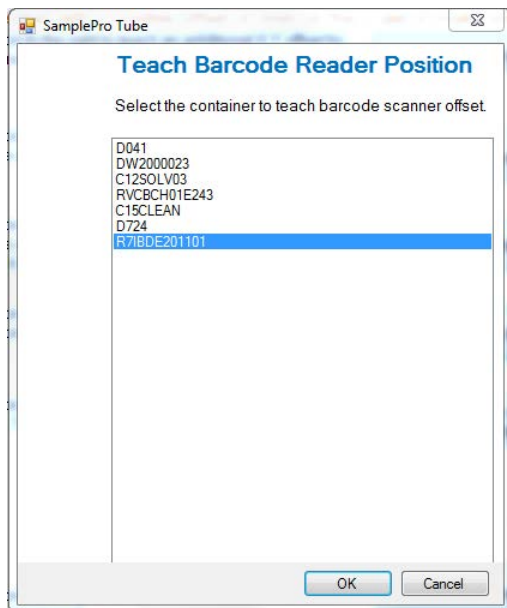 SamplePro Tube
Teach Barcode Reader Position
Select the container to teach barcode scanner offset.
D041
DW2000023
C12SOLV03
RVCBCH01E243
C15CLEAN
D724
R7IBDE201101
OK
Cancel